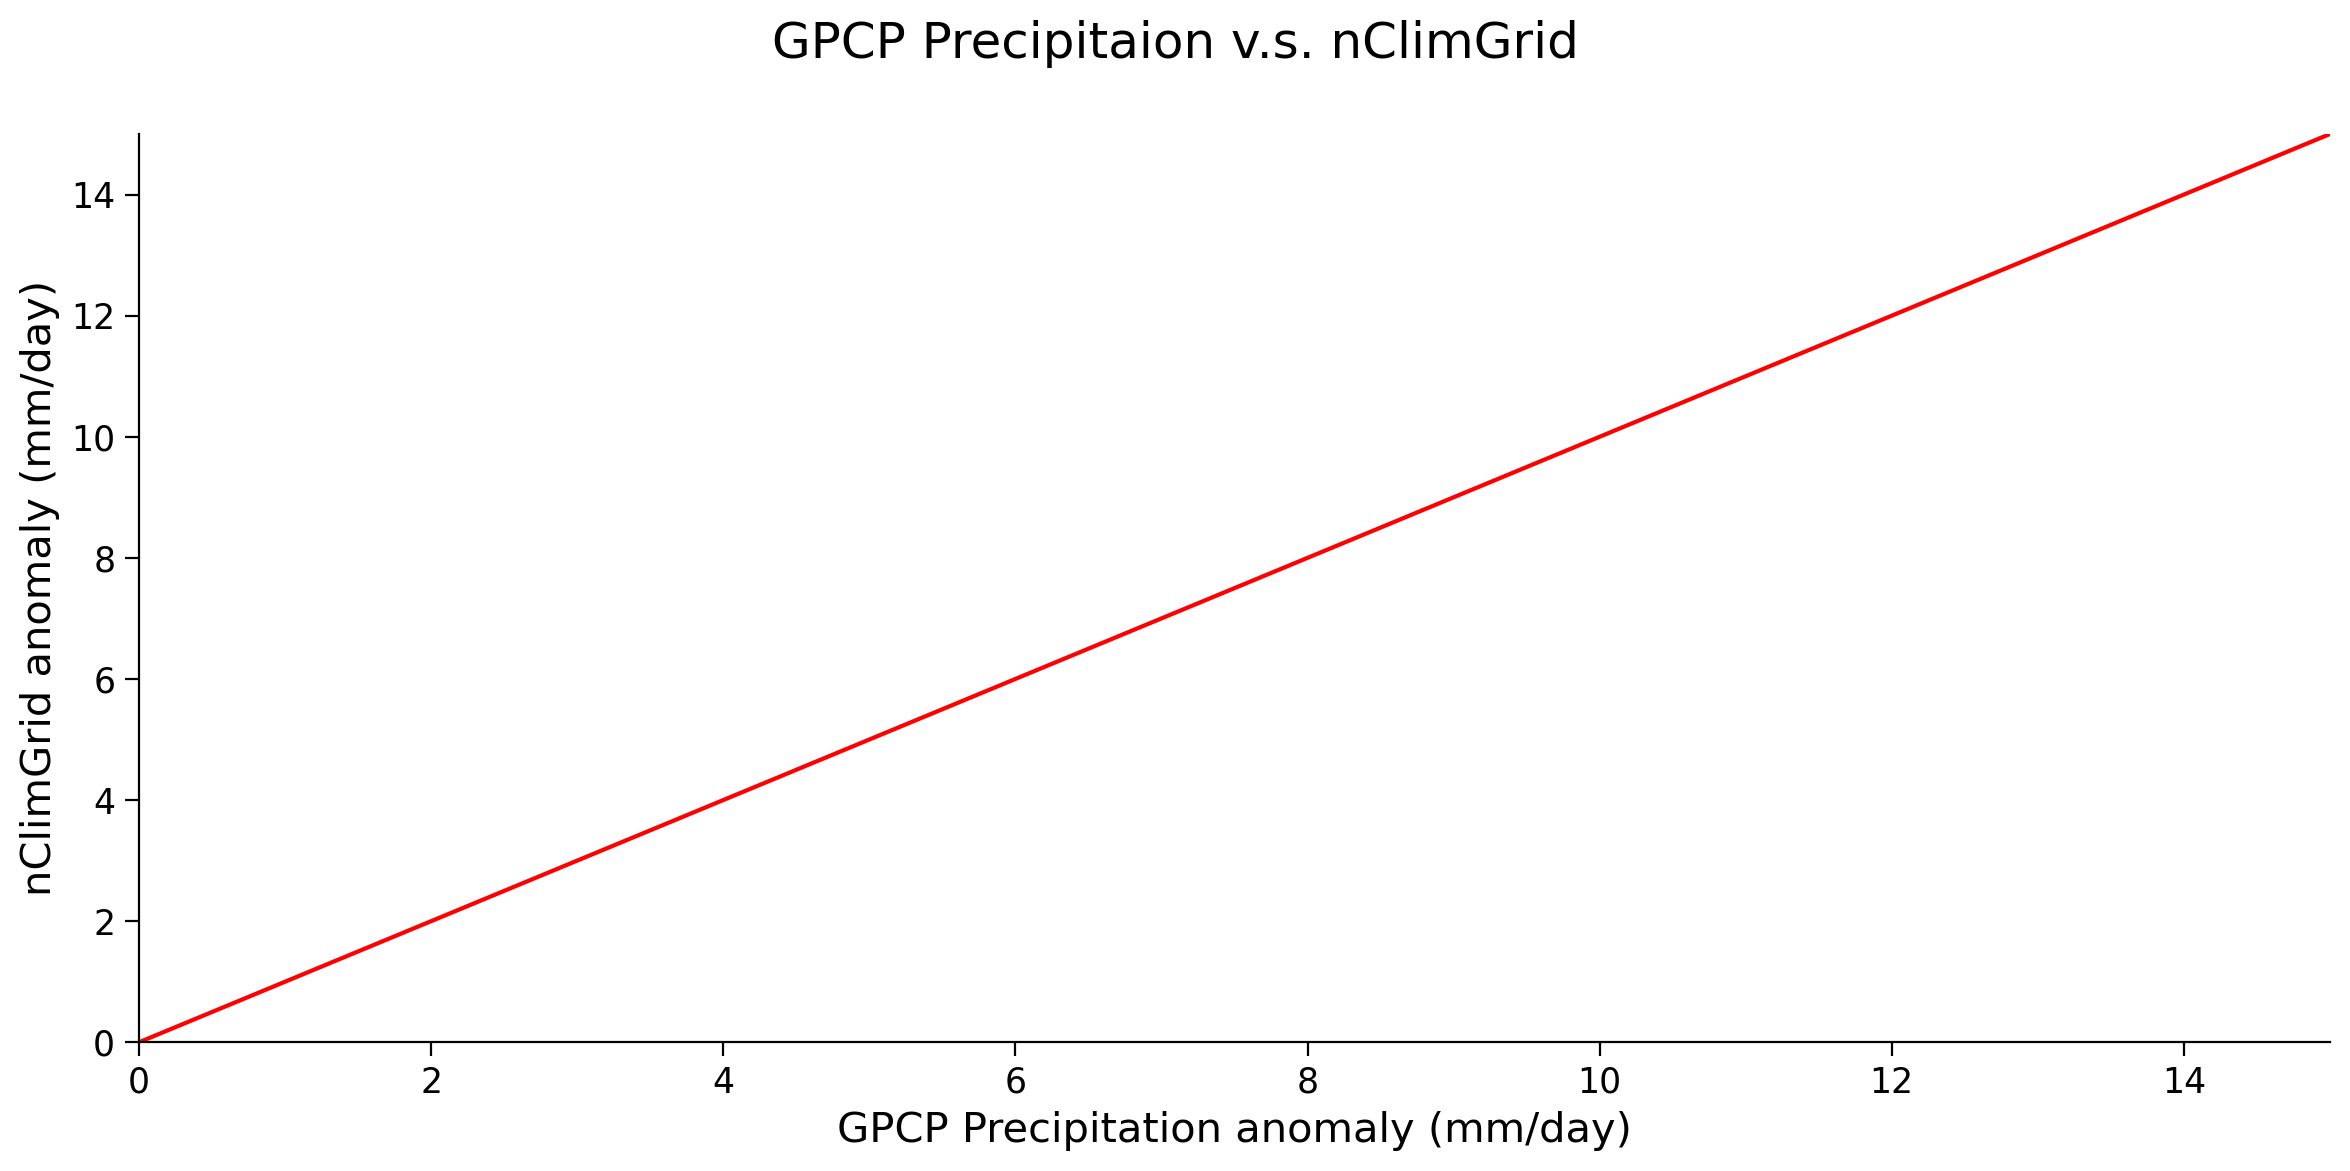 GPCP Precipitaion v.s. nClimGrid
nClimGrid anomaly (mm/day)
14
12
10
8
6
4
2
0
0 2 4 6 8 10 12 14
GPCP Precipitation anomaly (mm/day)